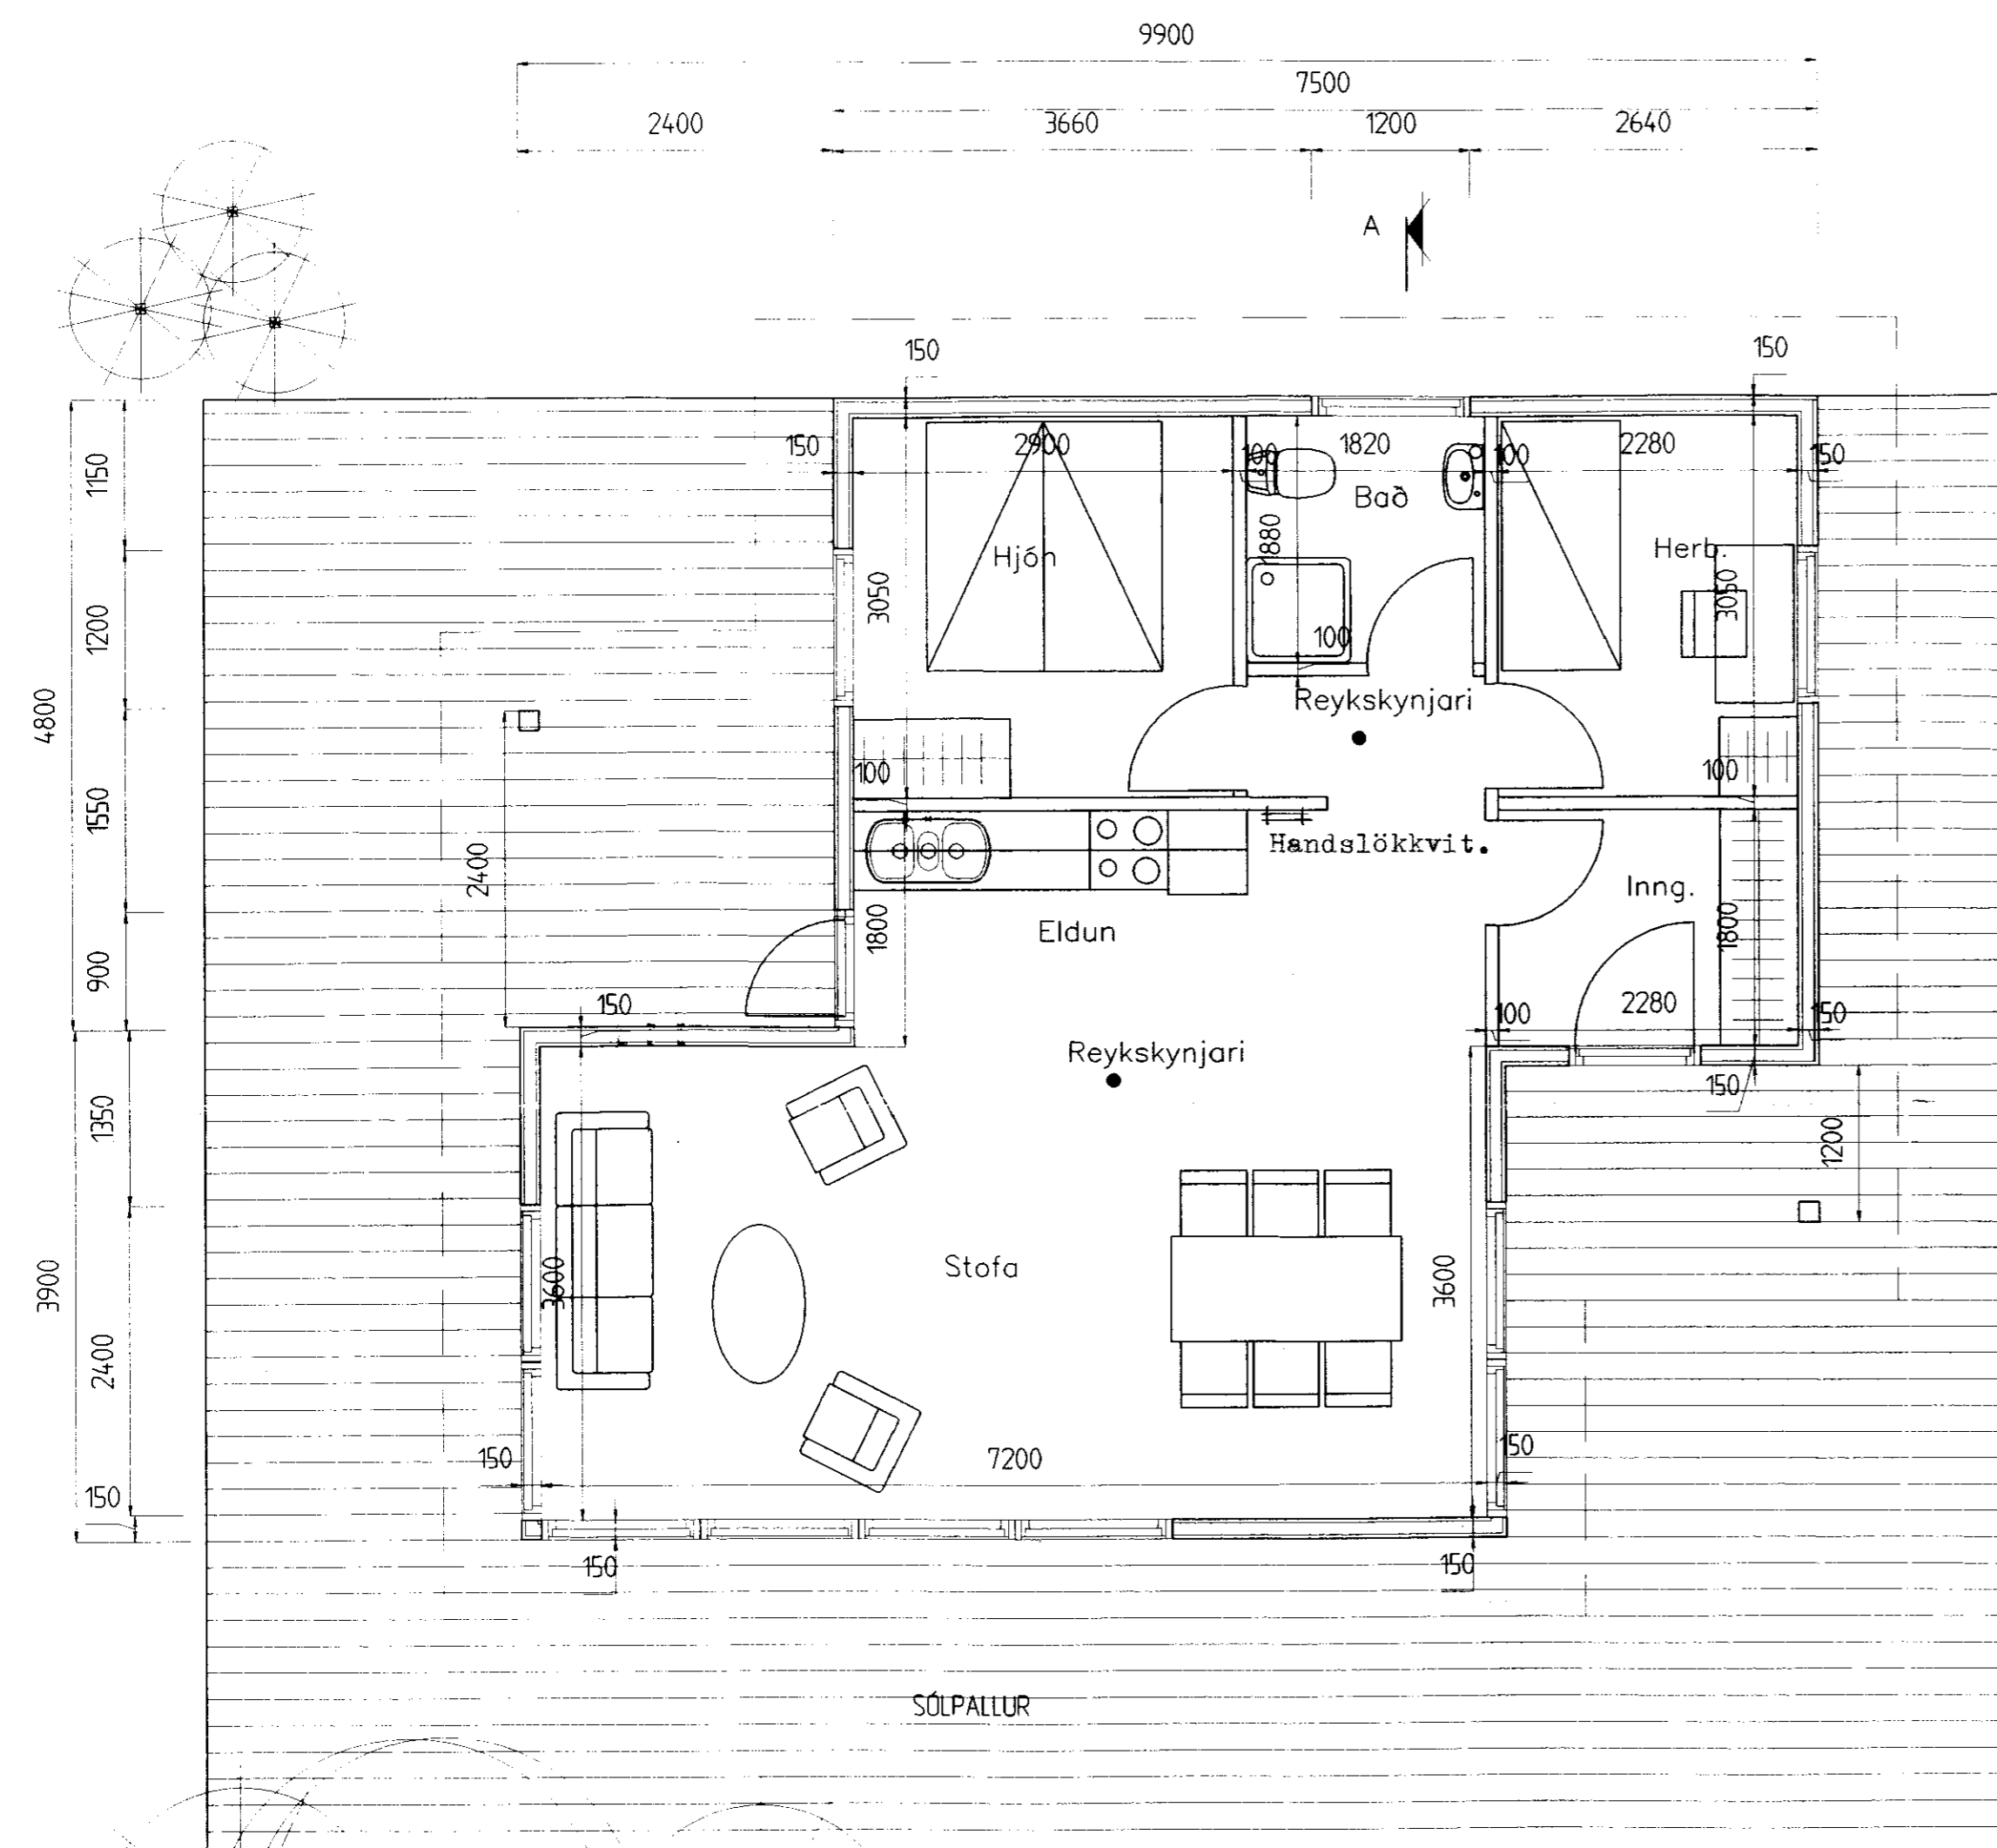 9900
7500
2400 3660 1200 2640
A
150 150
150 2900 100 1820 100 2280 150
1150
Bað
1880
Hjón Herb.
3050 3050
1200
100
Reykskynjari
4800
100 100
1550
Handslökkvit.
2400
Inng.
1800 Eldun 1800
900
150 100 2280 150
Reykskynjari
150
1350 1200
Stofa
3900 3600 3600
2400
150 7200 150
150
150 150
SÓLPALLUR